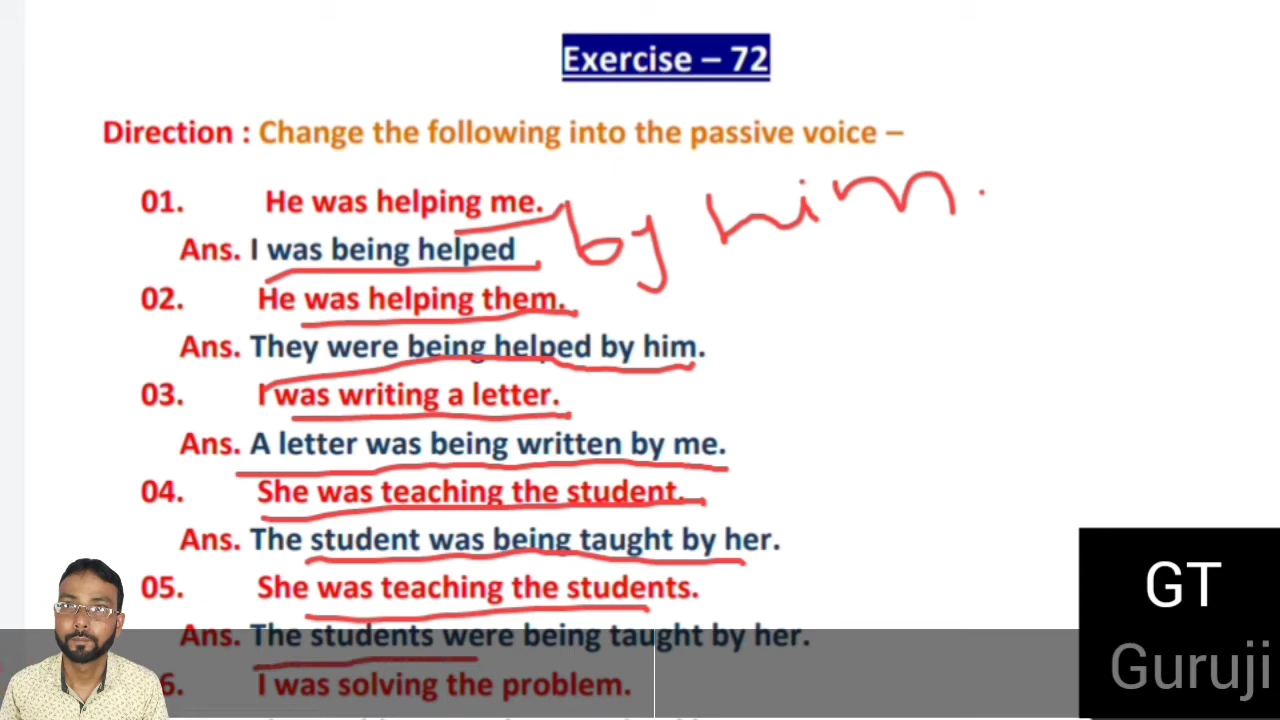 Exercise – 72
Direction : Change the following into the passive voice –
01. He was helping me.
Ans. I was being helped by him.
02. He was helping them.
Ans. They were being helped by him.
03. I was writing a letter.
Ans. A letter was being written by me.
04. She was teaching the student.
Ans. The student was being taught by her.
05. She was teaching the students.
Ans. The students were being taught by her.
6. I was solving the problem.
GT
Guruji